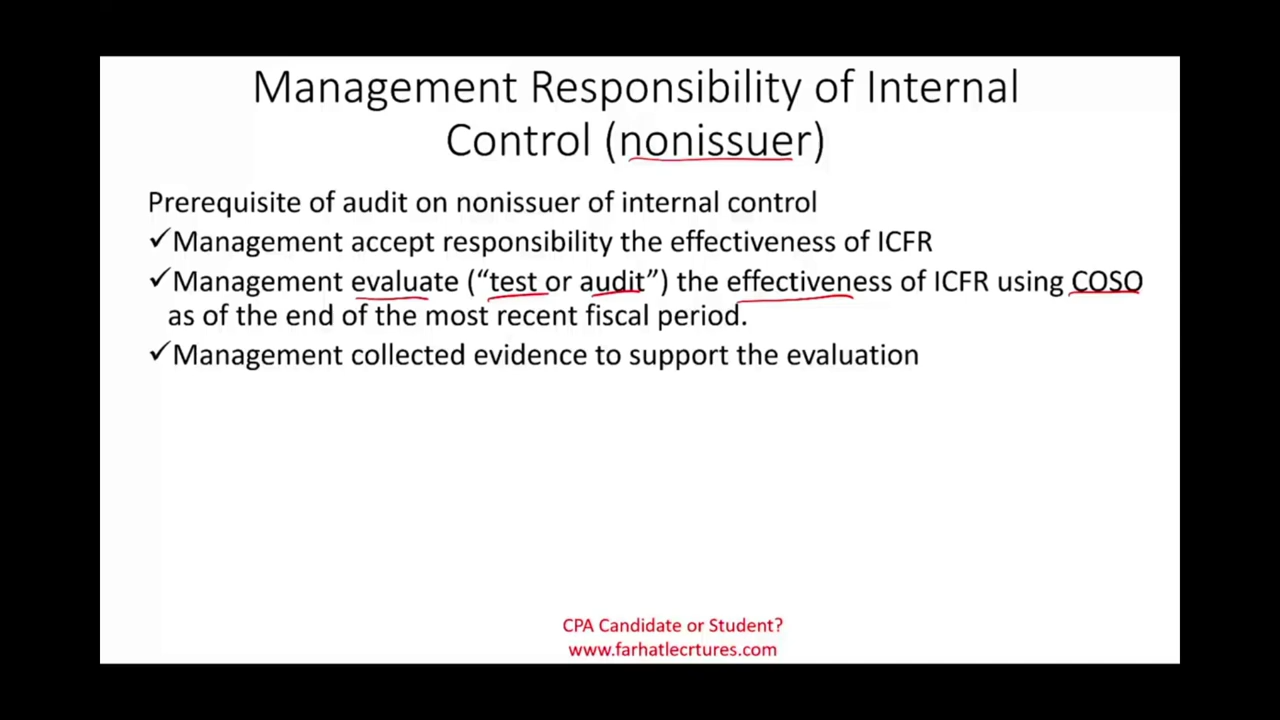 Management Responsibility of Internal
Control (nonissuer)
Prerequisite of audit on nonissuer of internal control
✓Management accept responsibility the effectiveness of ICFR
✓Management evaluate (“test or audit”) the effectiveness of ICFR using COSO
as of the end of the most recent fiscal period.
✓Management collected evidence to support the evaluation
CPA Candidate or Student?
www.farhatlecrtures.com